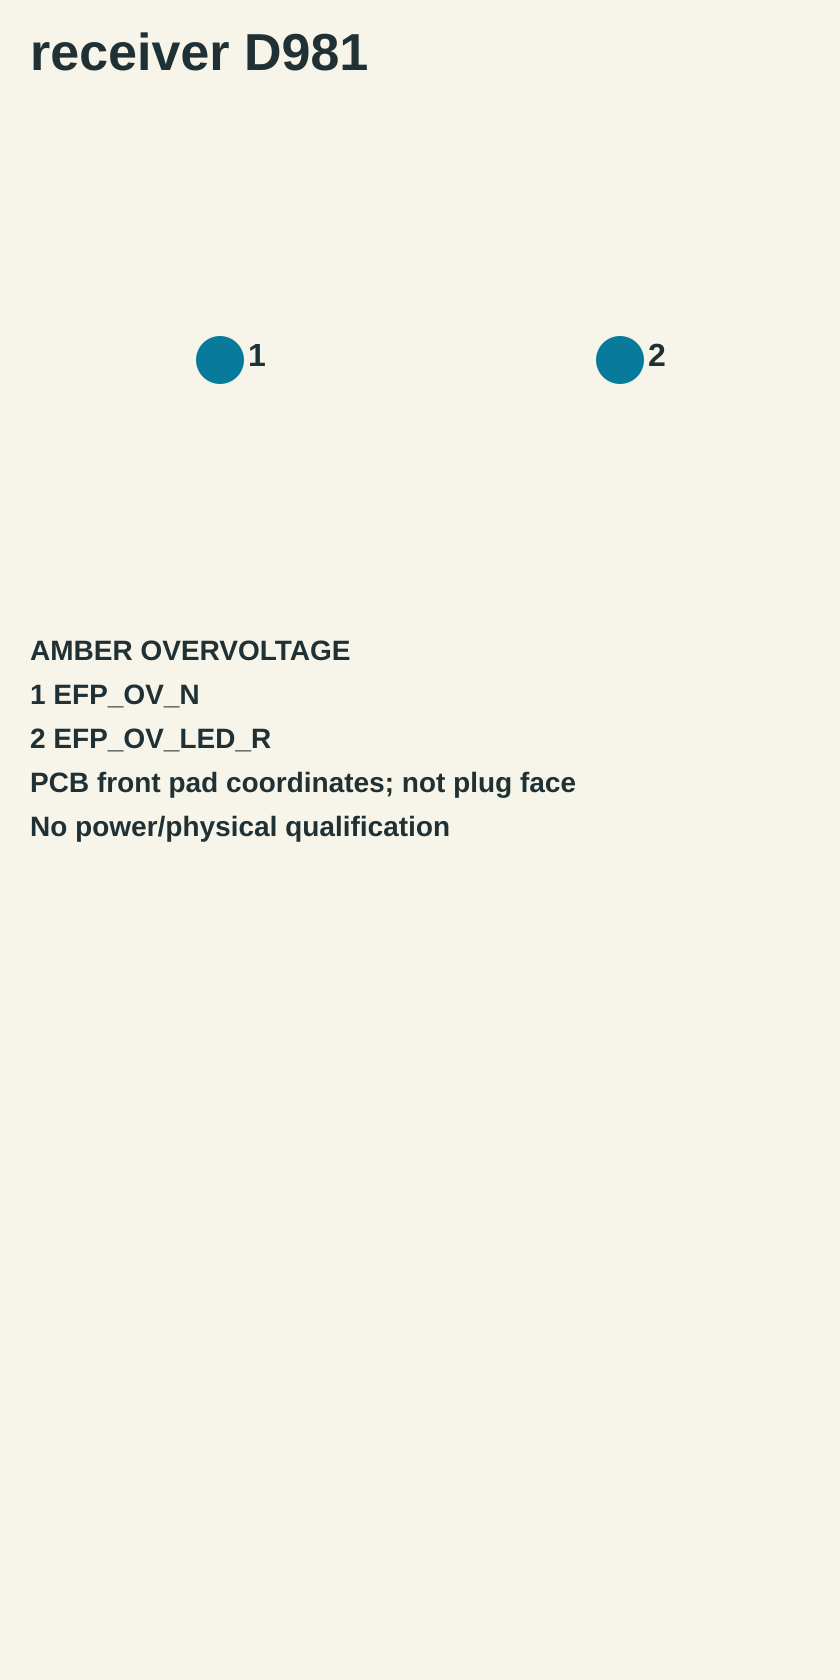 receiver D981
1 2
AMBER OVERVOLTAGE
1 EFP_OV_N
2 EFP_OV_LED_R
PCB front pad coordinates; not plug face
No power/physical qualification